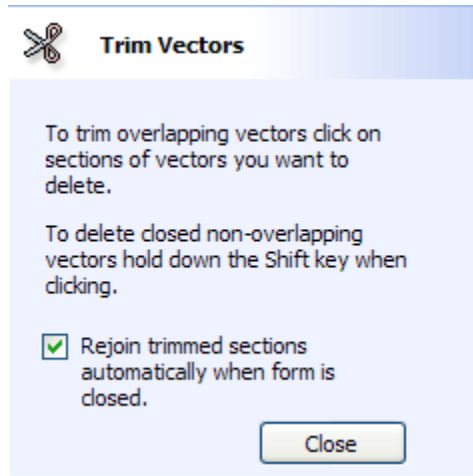 Trim Vectors
To trim overlapping vectors click on
sections of vectors you want to
delete.
To delete closed non-overlapping
vectors hold down the Shift key when
clicking.
Rejoin trimmed sections
automatically when form is
closed.
Close